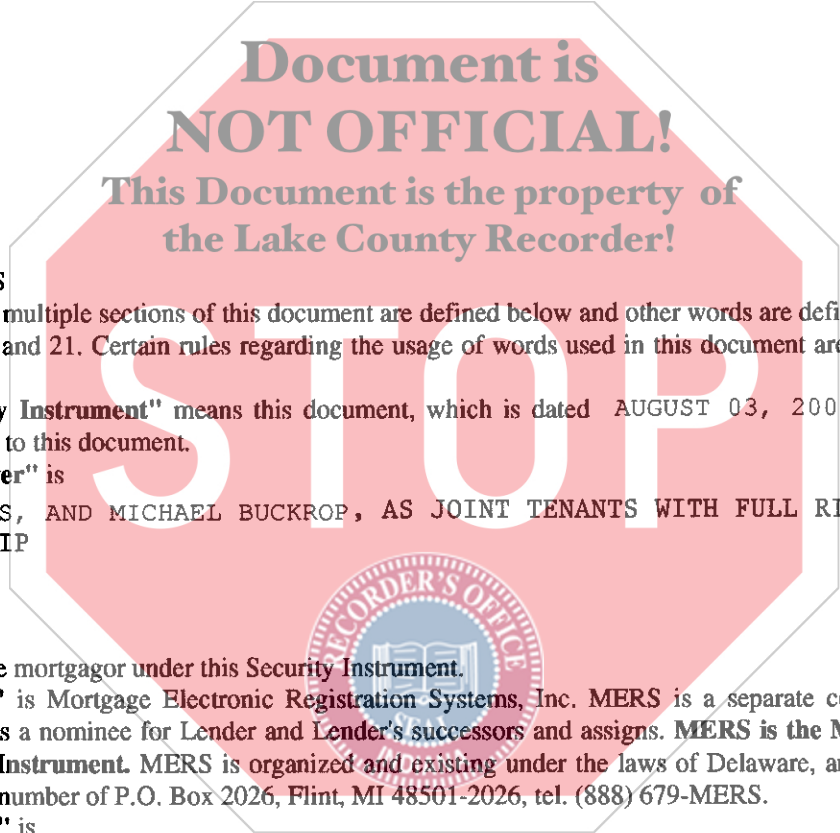 Document is
NOT OFFICIAL!
This Document is the property of
the Lake County Recorder!
S
multiple sections of this document are defined below and other words are defi
and 21. Certain rules regarding the usage of words used in this document are
y Instrument" means this document, which is dated AUGUST 03, 200
to this document.
er" is
S, AND MICHAEL BUCKROP, AS JOINT TENANTS WITH FULL RI
IP
STOP
RECORDER'S OFFICE
SEAL
INDIANA
e mortgagor under this Security Instrument.
" is Mortgage Electronic Registration Systems, Inc. MERS is a separate c
s a nominee for Lender and Lender's successors and assigns. MERS is the M
Instrument. MERS is organized and existing under the laws of Delaware, a
number of P.O. Box 2026, Flint, MI 48501-2026, tel. (888) 679-MERS.
" is